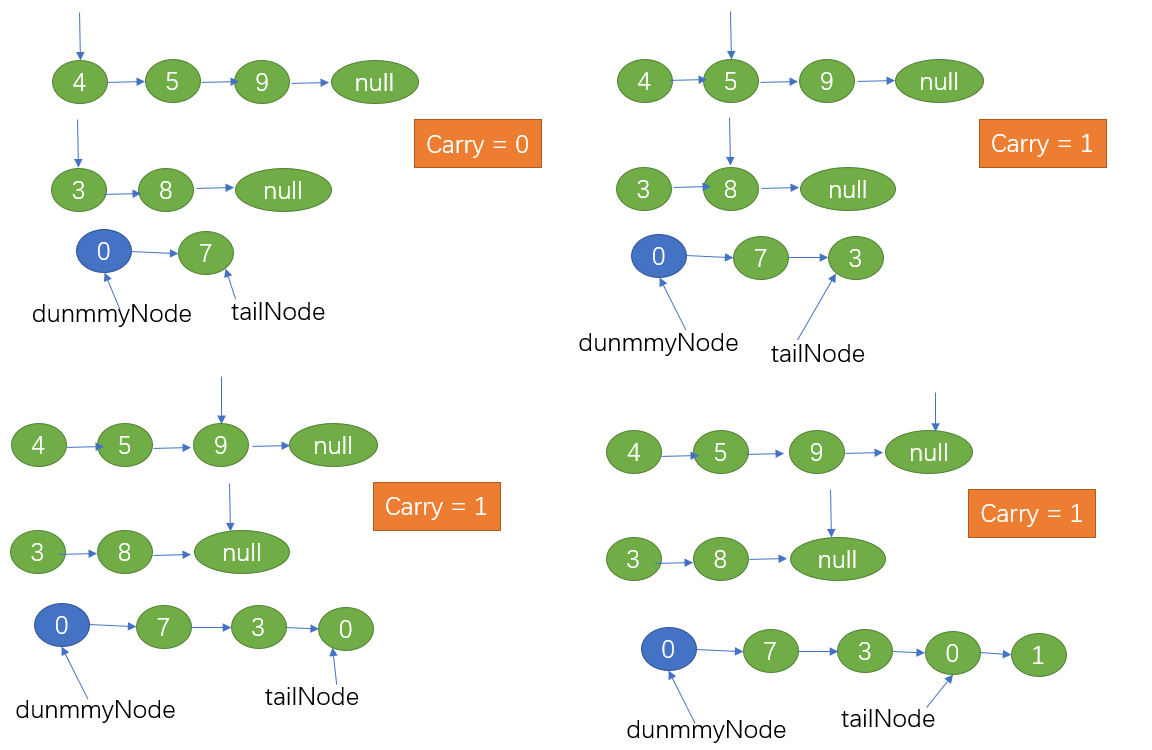 4 5 9 null
Carry = 0
3 8 null
0 7
dunmmyNode tailNode
4 5 9 null
Carry = 1
3 8 null
0 7 3
dunmmyNode tailNode
4 5 9 null
Carry = 1
3 8 null
0 7 3 0
dunmmyNode tailNode
4 5 9 null
Carry = 1
3 8 null
0 7 3 0 1
dunmmyNode tailNode